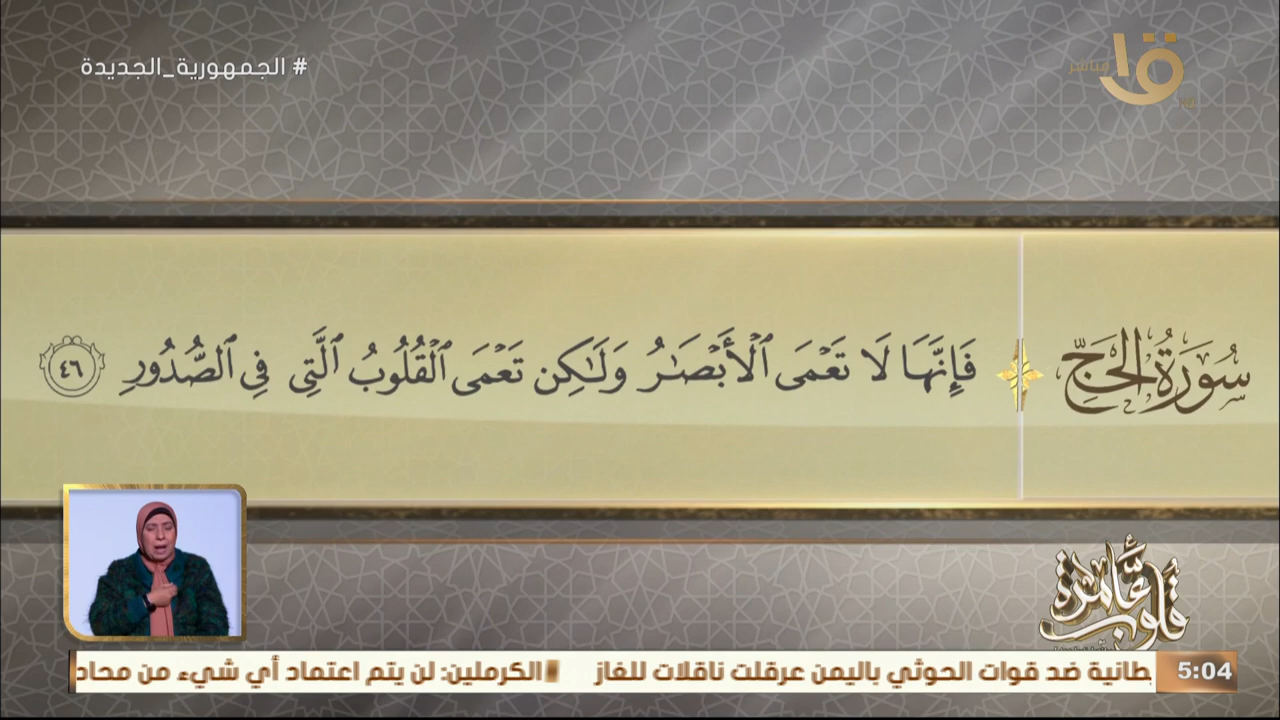 # الجمهورية_الجديدة
مباشر
سُورَةُ الحَجِّ
فَإِنَّهَا لَا تَعْمَى ٱلْأَبْصَـٰرُ وَلَـٰكِن تَعْمَى ٱلْقُلُوبُ ٱلَّتِى فِى ٱلصُّدُورِ ٤٦
قلوب عامرة
5:04
طانية ضد قوات الحوثي باليمن عرقلت ناقلات للغاز
الكرملين: لن يتم اعتماد أي شيء من محاد